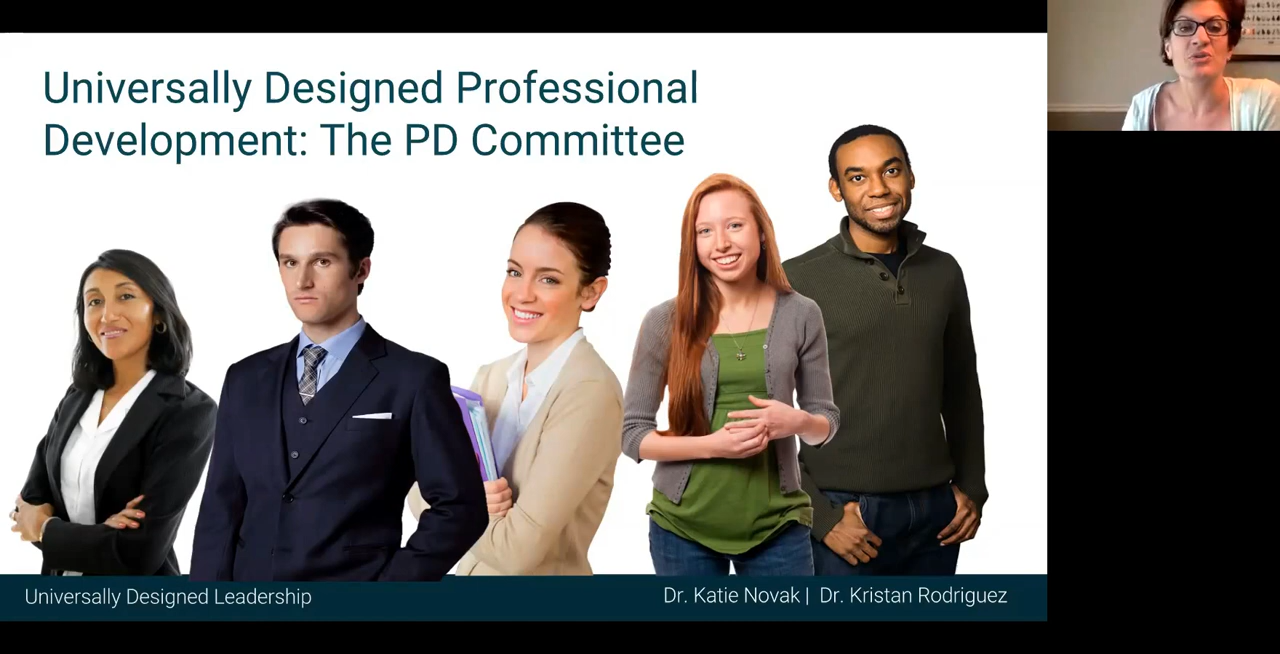 Universally Designed Professional
Development: The PD Committee
Universally Designed Leadership
Dr. Katie Novak | Dr. Kristan Rodriguez